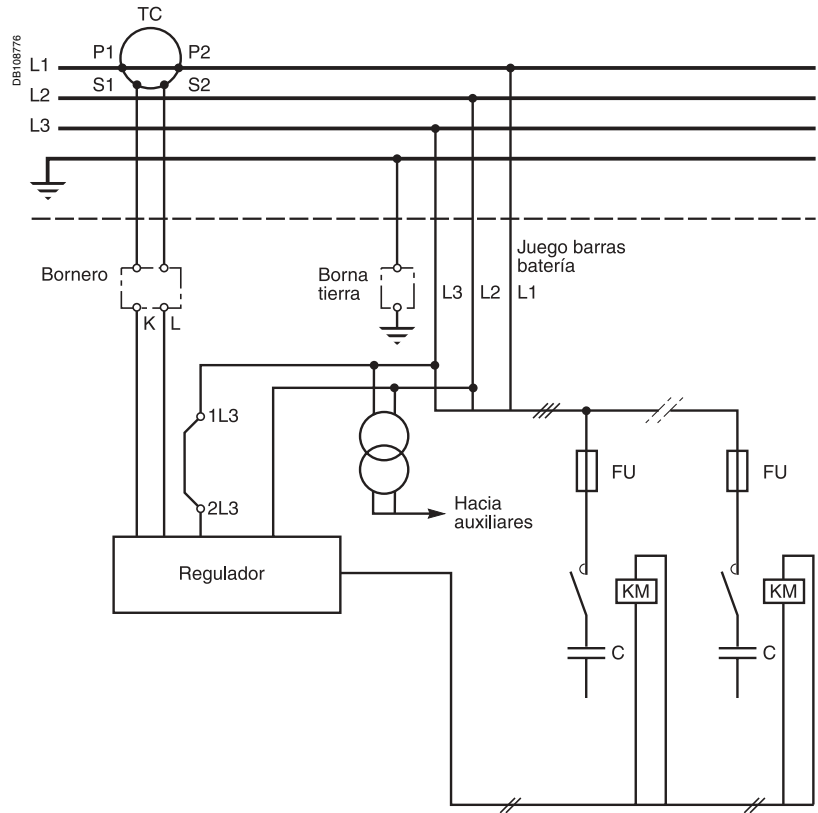 TC
DB108776
P1 P2
L1
S1 S2
L2
L3
Bornero
Borna
tierra
Juego barras
batería
L3 L2 L1
K L
1L3
2L3
FU FU
Hacia
auxiliares
Regulador
KM KM
C C